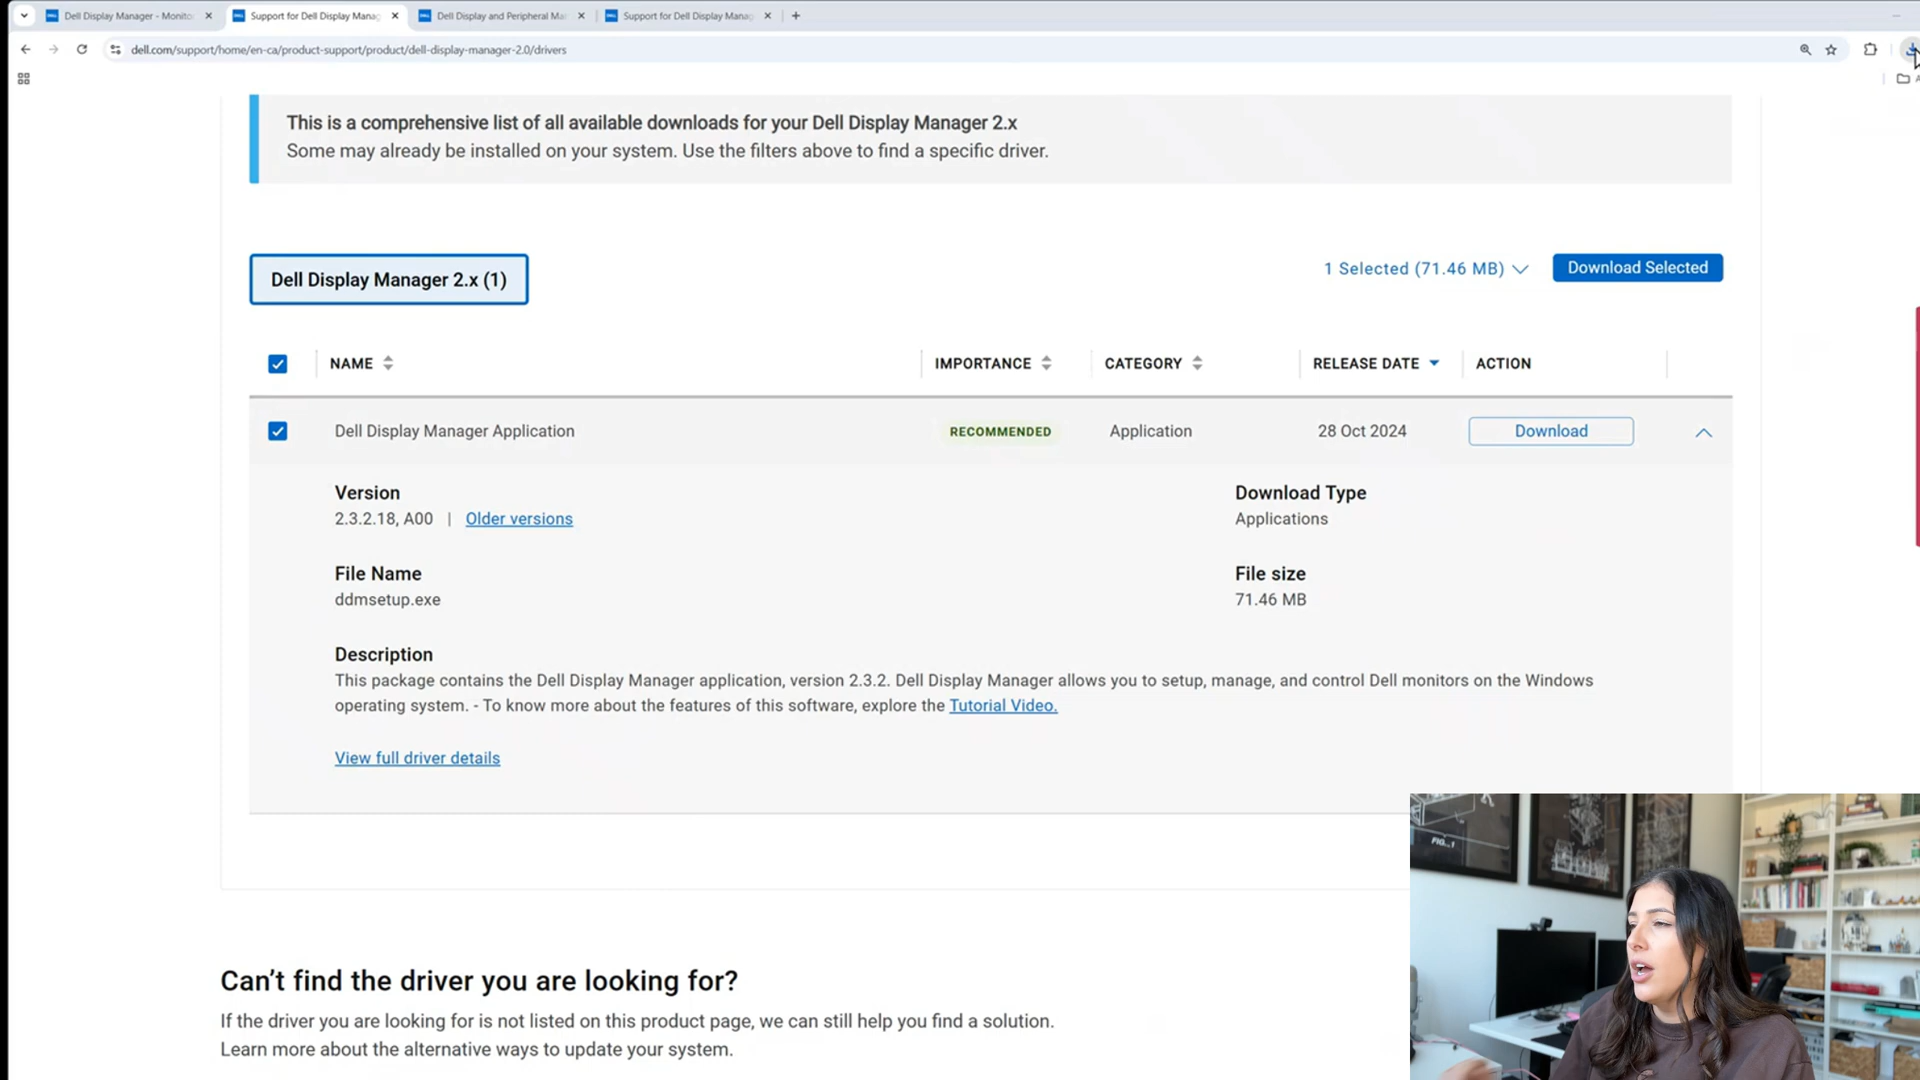 Dell Display Manager - Monitor
Support for Dell Display Manag
Dell Display and Peripheral Ma
Support for Dell Display Manag
dell.com/support/home/en-ca/product-support/product/dell-display-manager-2.0/drivers
This is a comprehensive list of all available downloads for your Dell Display Manager 2.x
Some may already be installed on your system. Use the filters above to find a specific driver.
Dell Display Manager 2.x (1)
1 Selected (71.46 MB)
Download Selected
NAME
IMPORTANCE
CATEGORY
RELEASE DATE
ACTION
Dell Display Manager Application
RECOMMENDED
Application
28 Oct 2024
Download
Version
2.3.2.18, A00 | Older versions
Download Type
Applications
File Name
ddmsetup.exe
File size
71.46 MB
Description
This package contains the Dell Display Manager application, version 2.3.2. Dell Display Manager allows you to setup, manage, and control Dell monitors on the Windows
operating system. - To know more about the features of this software, explore the Tutorial Video.
View full driver details
FIG...1
Can't find the driver you are looking for?
If the driver you are looking for is not listed on this product page, we can still help you find a solution.
Learn more about the alternative ways to update your system.